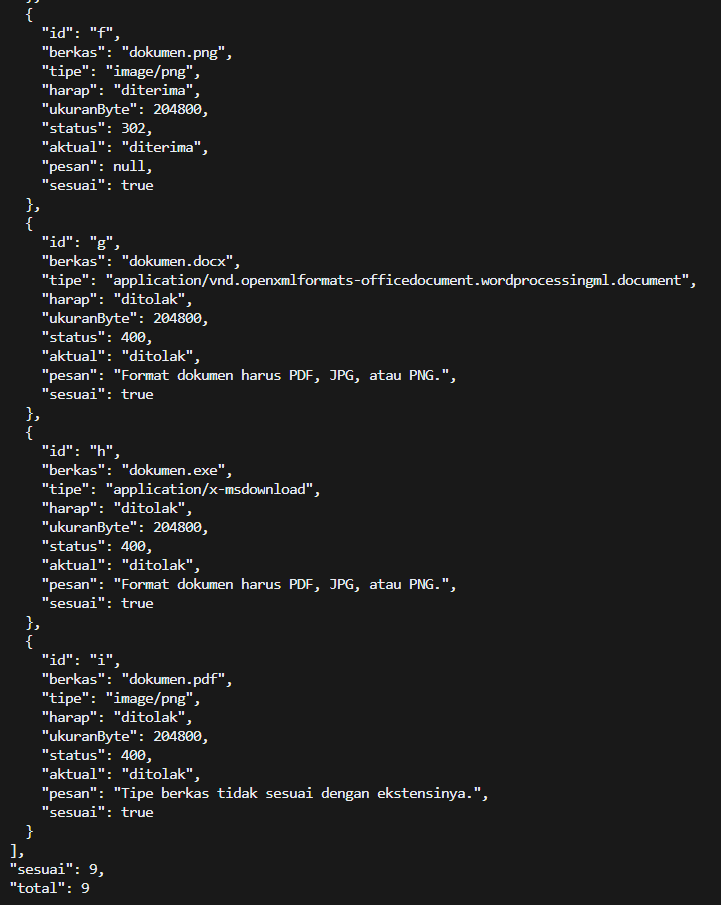 {
"id": "f",
"berkas": "dokumen.png",
"tipe": "image/png",
"harap": "diterima",
"ukuranByte": 204800,
"status": 302,
"aktual": "diterima",
"pesan": null,
"sesuai": true
},
{
"id": "g",
"berkas": "dokumen.docx",
"tipe": "application/vnd.openxmlformats-officedocument.wordprocessingml.document",
"harap": "ditolak",
"ukuranByte": 204800,
"status": 400,
"aktual": "ditolak",
"pesan": "Format dokumen harus PDF, JPG, atau PNG.",
"sesuai": true
},
{
"id": "h",
"berkas": "dokumen.exe",
"tipe": "application/x-msdownload",
"harap": "ditolak",
"ukuranByte": 204800,
"status": 400,
"aktual": "ditolak",
"pesan": "Format dokumen harus PDF, JPG, atau PNG.",
"sesuai": true
},
{
"id": "i",
"berkas": "dokumen.pdf",
"tipe": "image/png",
"harap": "ditolak",
"ukuranByte": 204800,
"status": 400,
"aktual": "ditolak",
"pesan": "Tipe berkas tidak sesuai dengan ekstensinya.",
"sesuai": true
}
],
"sesuai": 9,
"total": 9